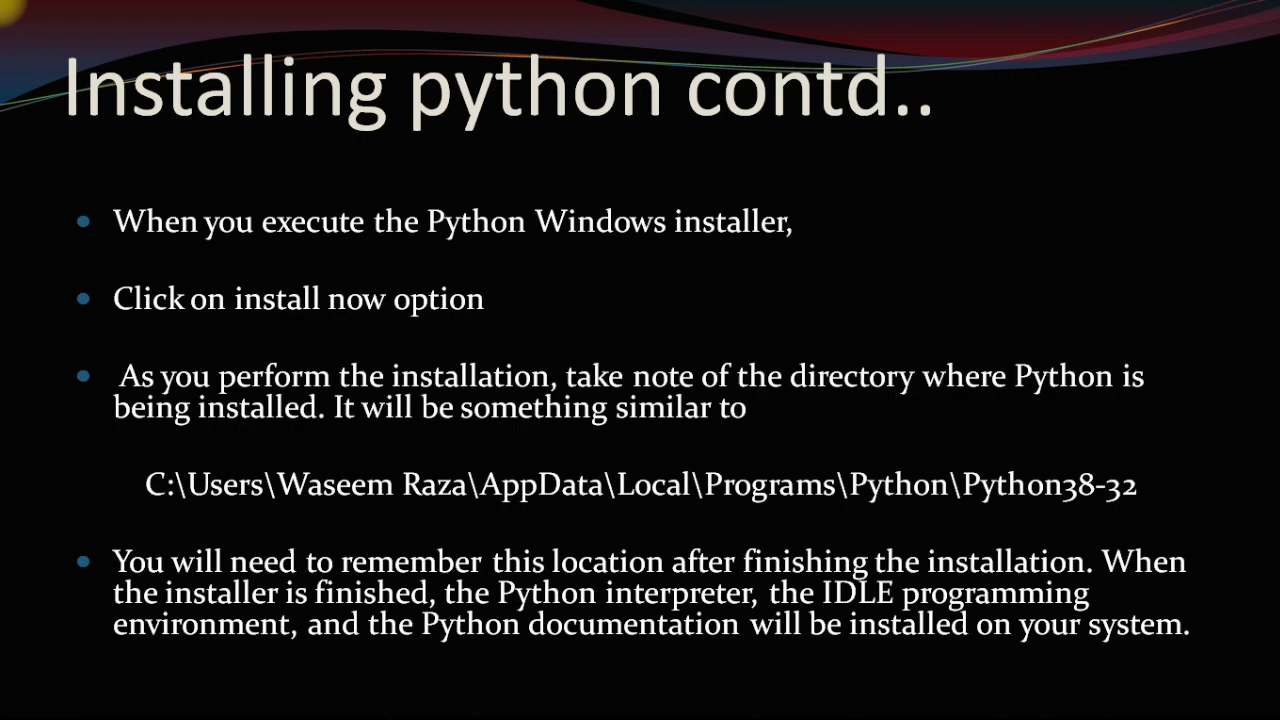 Installing python contd..
When you execute the Python Windows installer,
Click on install now option
As you perform the installation, take note of the directory where Python is
being installed. It will be something similar to
C:\Users\Waseem Raza\AppData\Local\Programs\Python\Python38-32
You will need to remember this location after finishing the installation. When
the installer is finished, the Python interpreter, the IDLE programming
environment, and the Python documentation will be installed on your system.